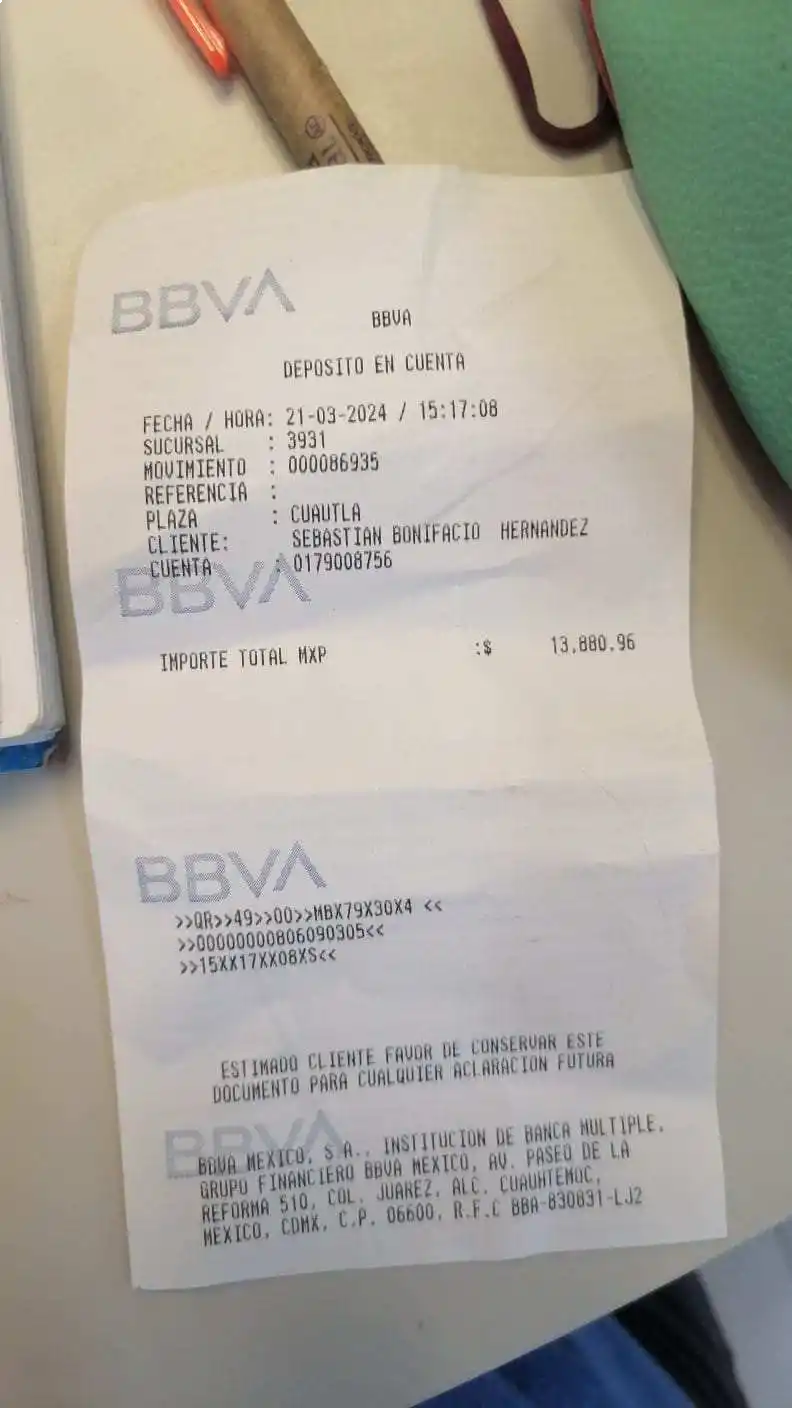 BBVA
BBVA
DEPOSITO EN CUENTA
FECHA / HORA: 21-03-2024 / 15:17:08
SUCURSAL : 3931
MOVIMIENTO : 000086935
REFERENCIA :
PLAZA : CUAUTLA
CLIENTE: SEBASTIAN BONIFACIO HERNANDEZ
CUENTA : 0179008756
BBVA
IMPORTE TOTAL MXP :$ 13,880.96
BBVA
>>QR>>49>>00>>MBX79X30X4 <<
>>00000000806090305<<
>>15XX17XX08XS<<
ESTIMADO CLIENTE FAVOR DE CONSERVAR ESTE
DOCUMENTO PARA CUALQUIER ACLARACION FUTURA
BBVA
BBVA MEXICO, S.A., INSTITUCION DE BANCA MULTIPLE,
GRUPO FINANCIERO BBVA MEXICO, AV. PASEO DE LA
REFORMA 510, COL. JUAREZ, ALC. CUAUHTEMOC,
MEXICO, CDMX, C.P. 06600, R.F.C BBA-830831-LJ2